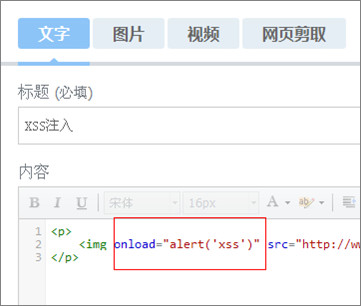 文字 图片 视频 网页剪取
标题 (必填)
XSS注入
内容
B I U 宋体 16px A
1 <p>
2 <img onload="alert('xss')" src="http://ww
3 </p>